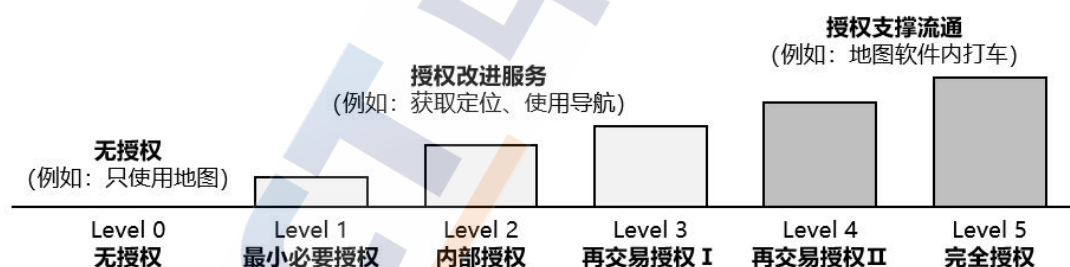 授权支撑流通
(例如：地图软件内打车)
授权改进服务
(例如：获取定位、使用导航)
无授权
(例如：只使用地图)
Level 0
Level 1
Level 2
Level 3
Level 4
Level 5
无授权
最小必要授权
内部授权
再交易授权 I
再交易授权 II
完全授权